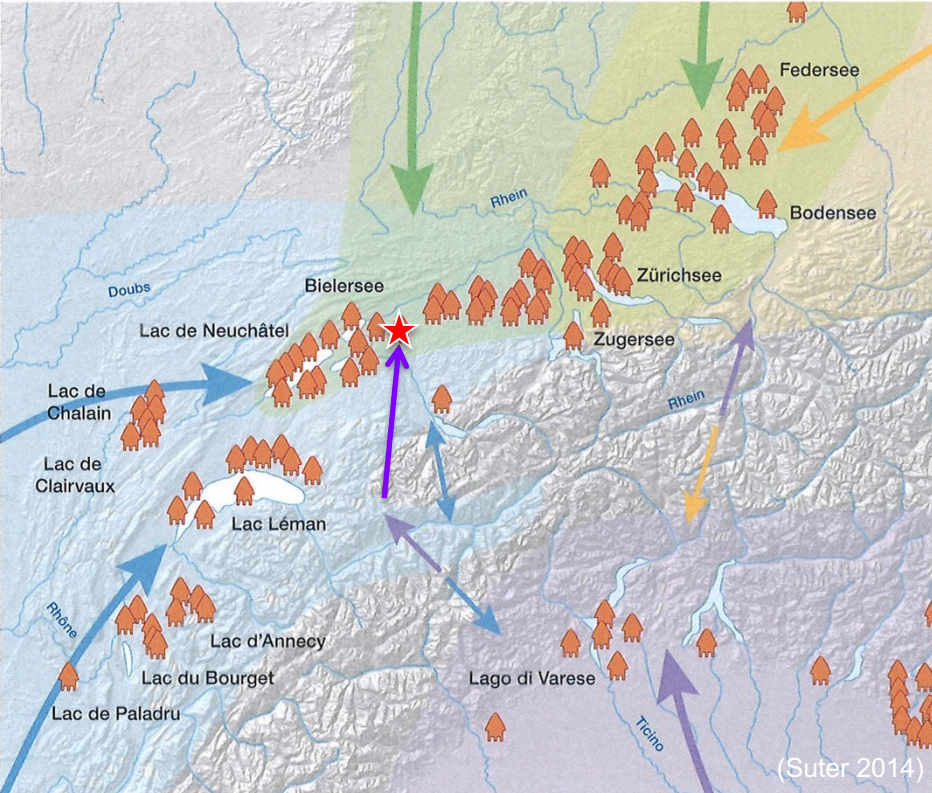 Federsee
Rhein
Bodensee
Doubs
Bielersee
Zürichsee
Lac de Neuchâtel
Zugersee
Lac de
Chalain
Rhein
Lac de
Clairvaux
Lac Léman
Rhône
Lac d'Annecy
Lac du Bourget
Lago di Varese
Lac de Paladru
Ticino
(Suter 2014)